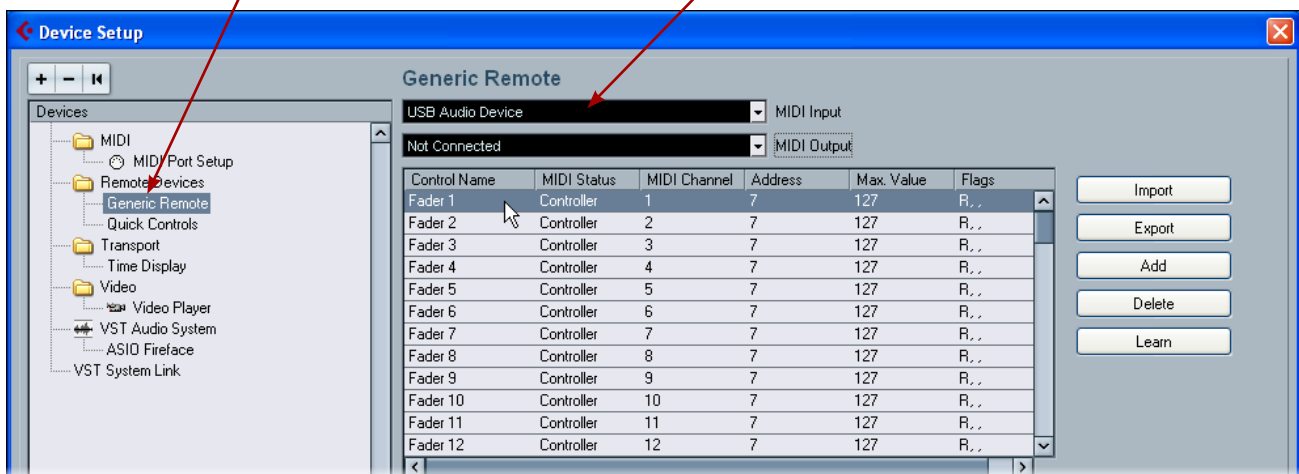 Device Setup
Generic Remote
Devices
USB Audio Device MIDI Input
MIDI
Not Connected MIDI Output
MIDI Port Setup
Remote Devices
Generic Remote
Quick Controls
Transport
Time Display
Video
Video Player
VST Audio System
ASIO Fireface
VST System Link
Control Name MIDI Status MIDI Channel Address Max. Value Flags
Fader 1 Controller 1 7 127 R, ,
Fader 2 Controller 2 7 127 R, ,
Fader 3 Controller 3 7 127 R, ,
Fader 4 Controller 4 7 127 R, ,
Fader 5 Controller 5 7 127 R, ,
Fader 6 Controller 6 7 127 R, ,
Fader 7 Controller 7 7 127 R, ,
Fader 8 Controller 8 7 127 R, ,
Fader 9 Controller 9 7 127 R, ,
Fader 10 Controller 10 7 127 R, ,
Fader 11 Controller 11 7 127 R, ,
Fader 12 Controller 12 7 127 R, ,
Import
Export
Add
Delete
Learn